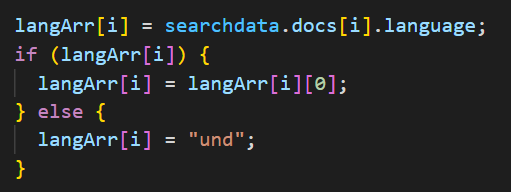 langArr[i] = searchdata.docs[i].language;
if (langArr[i]) {
  langArr[i] = langArr[i][0];
} else {
  langArr[i] = "und";
}